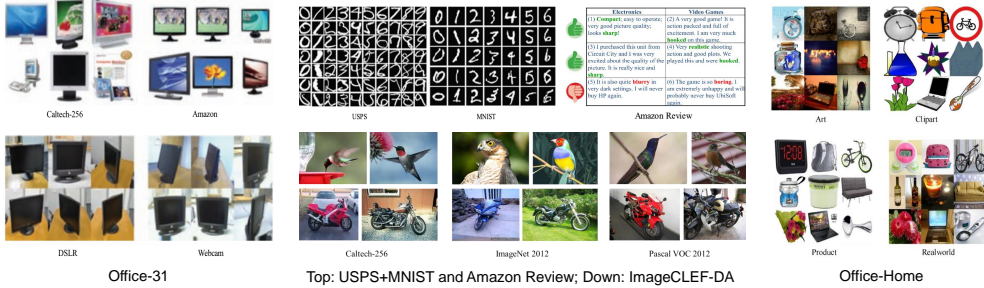 Electronics
Video Games
(1) Compact; easy to operate;
very good picture quality;
looks sharp!
(2) A very good game! It is
action packed and full of
excitement. I am very much
hooked on this game.
(3) I purchased this unit from
Circuit City and I was very
excited about the quality of the
picture. It is really nice and
sharp.
(4) Very realistic shooting
action and good plots. We
played this and were hooked.
(5) It is also quite blurry in
very dark settings. I will never
buy HP again.
(6) The game is so boring. I
am extremely unhappy and will
probably never buy UbiSoft
again.
0 1 2 3 4 5 6
Caltech-256
Amazon
USPS
MNIST
Amazon Review
Art
Clipart
DSLR
Webcam
Caltech-256
ImageNet 2012
Pascal VOC 2012
Product
Realworld
Office-31
Top: USPS+MNIST and Amazon Review; Down: ImageCLEF-DA
Office-Home